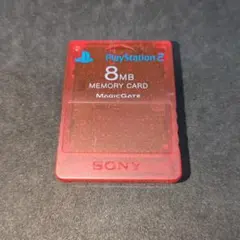 PlayStation 2
8MB
MEMORY CARD
MAGICGATE
SONY